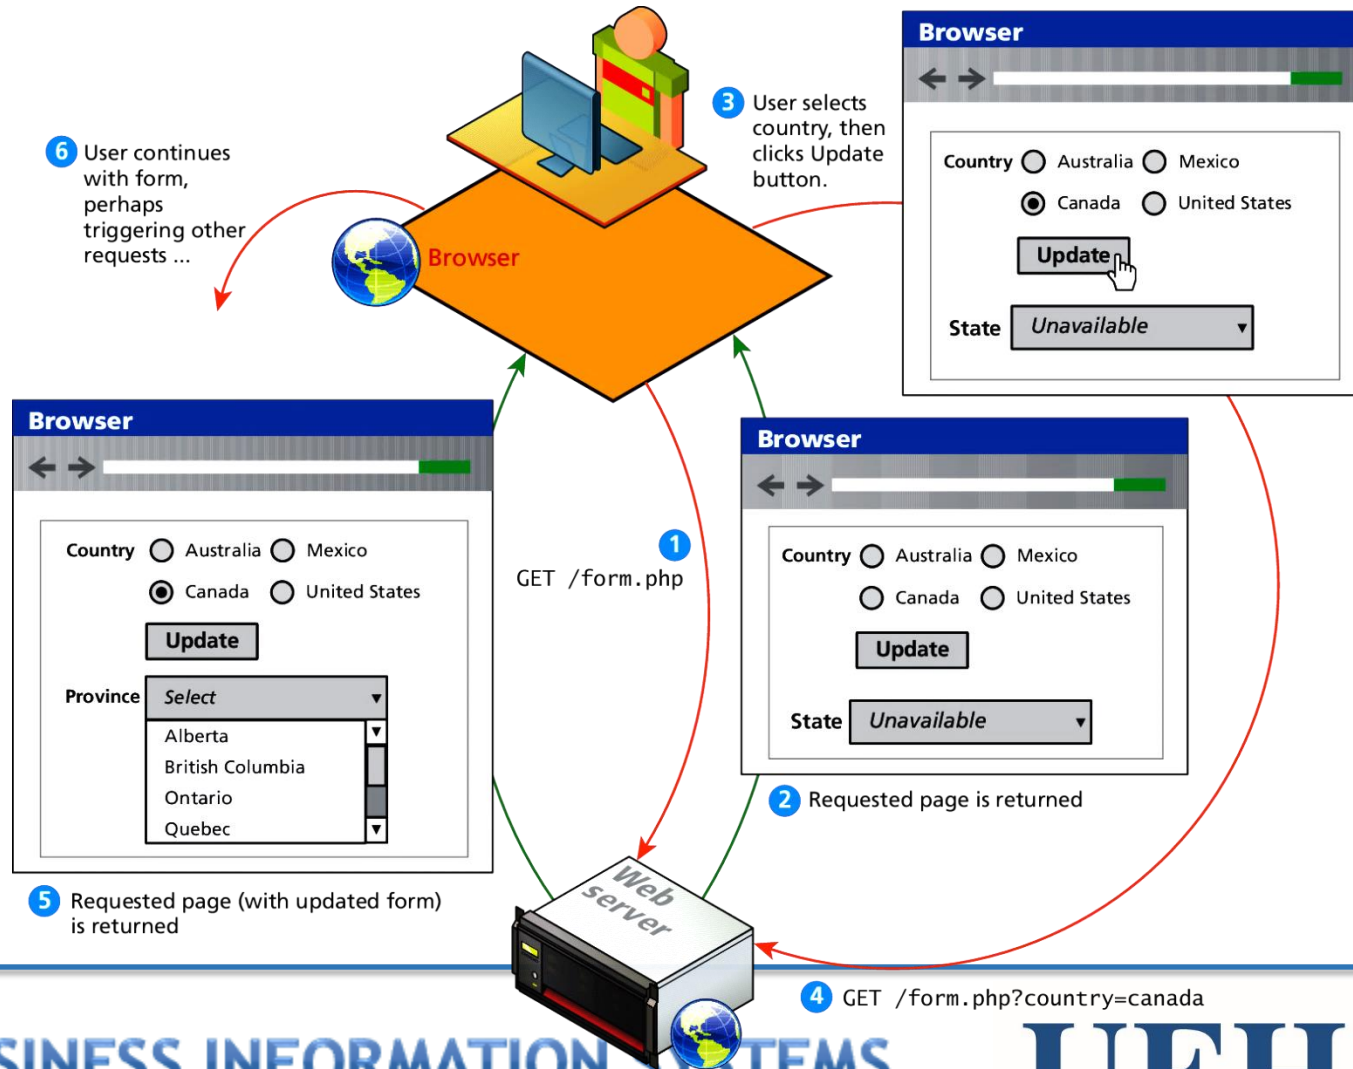 Browser
3 User selects
country, then
clicks Update
button.
Country Australia Mexico
Canada United States
Update
State Unavailable
6 User continues
with form,
perhaps
triggering other
requests ...
Browser
Browser
Country Australia Mexico
Canada United States
Update
Province Select
Alberta
British Columbia
Ontario
Quebec
5 Requested page (with updated form)
is returned
1
GET /form.php
Browser
Country Australia Mexico
Canada United States
Update
State Unavailable
2 Requested page is returned
Web
server
4 GET /form.php?country=canada
INFORMATION